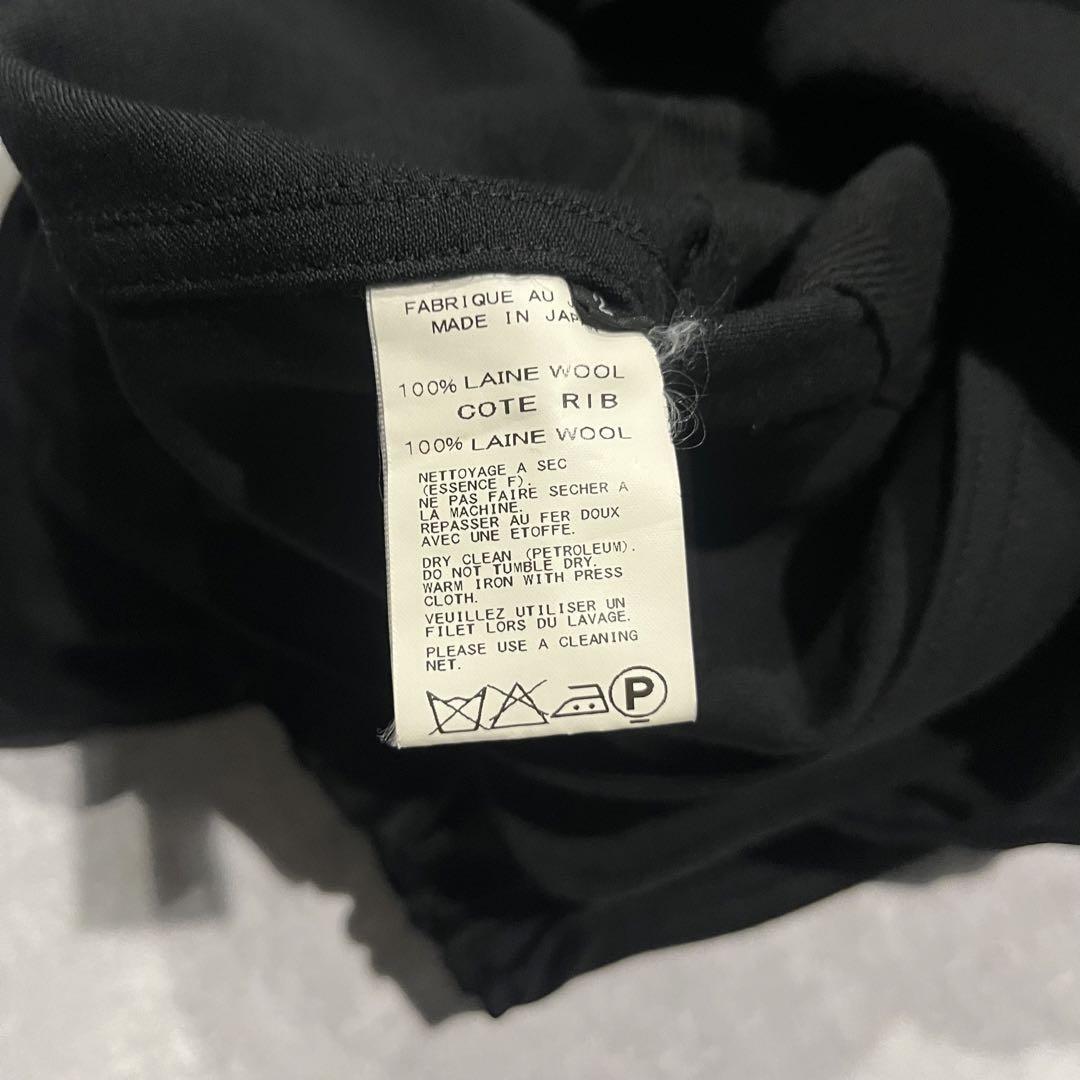 FABRIQUE AU
MADE IN JAP
100% LAINE WOOL
COTE RIB
100% LAINE WOOL
NETTOYAGE A SEC
(ESSENCE F).
NE PAS FAIRE SECHER A
LA MACHINE.
REPASSER AU FER DOUX
AVEC UNE ETOFFE.
DRY CLEAN (PETROLEUM).
DO NOT TUMBLE DRY.
WARM IRON WITH PRESS
CLOTH.
VEUILLEZ UTILISER UN
FILET LORS DU LAVAGE.
PLEASE USE A CLEANING
NET.
P